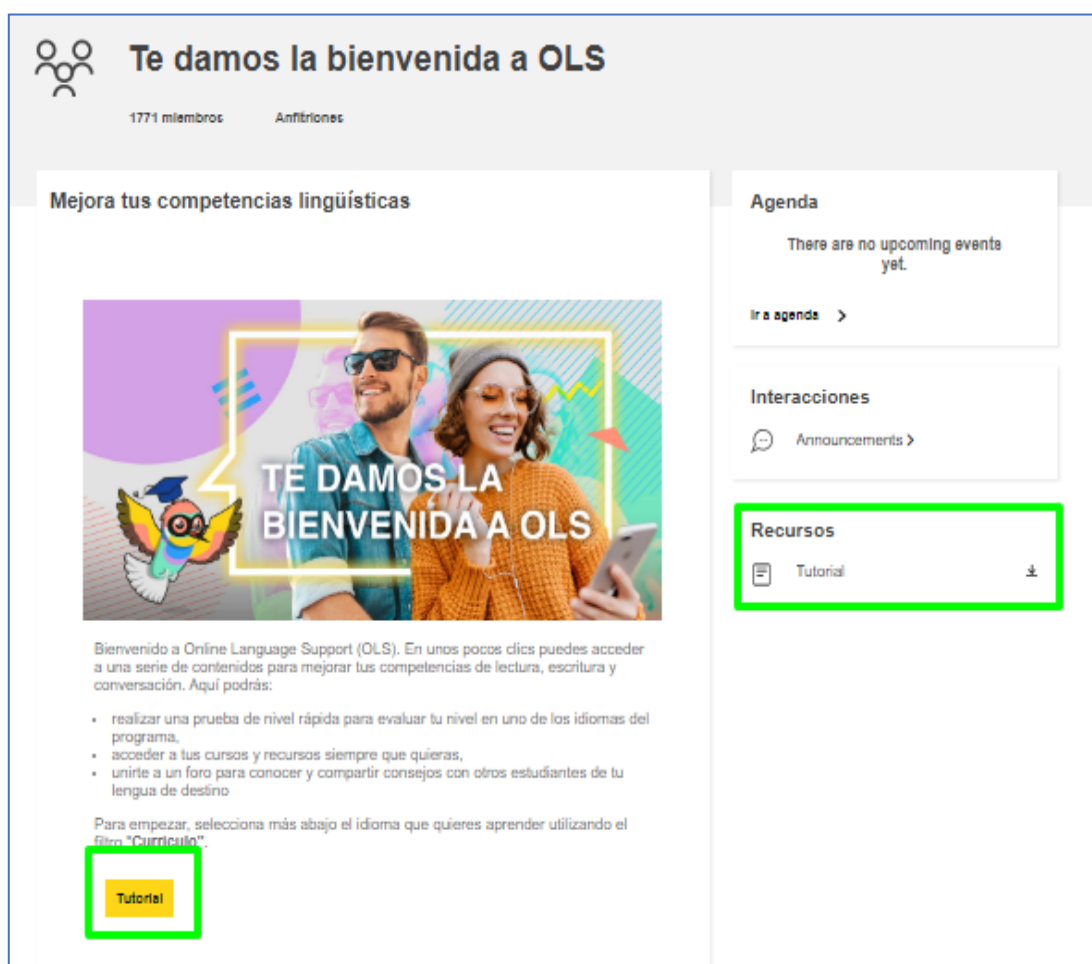 Te damos la bienvenida a OLS
1771 miembros Anfitriones
Mejora tus competencias lingüísticas
TE DAMOS LA
BIENVENIDA A OLS
Bienvenido a Online Language Support (OLS). En unos pocos clics puedes acceder
a una serie de contenidos para mejorar tus competencias de lectura, escritura y
conversación. Aquí podrás:
• realizar una prueba de nivel rápida para evaluar tu nivel en uno de los idiomas del
programa,
• acceder a tus cursos y recursos siempre que quieras,
• unirte a un foro para conocer y compartir consejos con otros estudiantes de tu
lengua de destino
Para empezar, selecciona más abajo el idioma que quieres aprender utilizando el
filtro "Currículo".
Tutorial
Agenda
There are no upcoming events
yet.
Ir a agenda >
Interacciones
Announcements >
Recursos
Tutorial